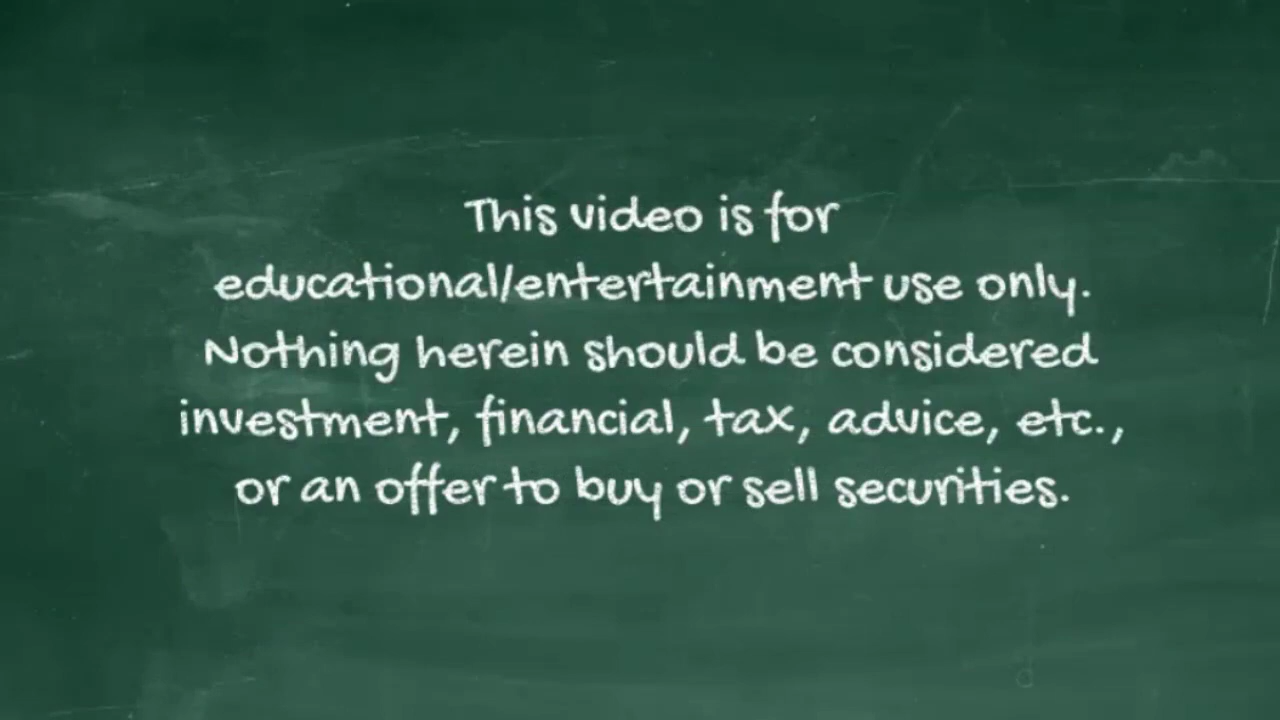 This video is for
educational/entertainment use only.
Nothing herein should be considered
investment, financial, tax, advice, etc.,
or an offer to buy or sell securities.